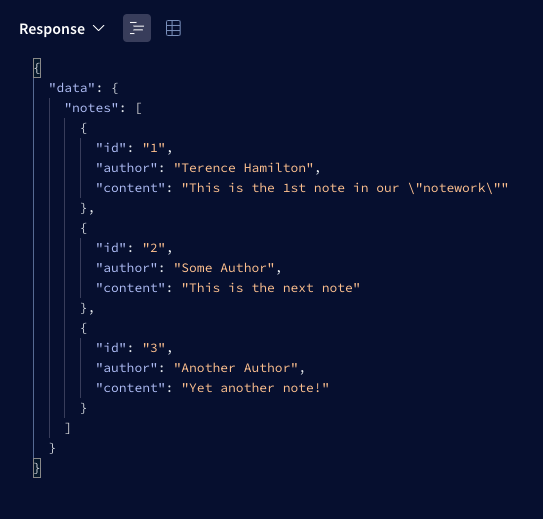 Response
{
"data": {
"notes": [
{
"id": "1",
"author": "Terence Hamilton",
"content": "This is the 1st note in our \"notework\""
},
{
"id": "2",
"author": "Some Author",
"content": "This is the next note"
},
{
"id": "3",
"author": "Another Author",
"content": "Yet another note!"
}
]
}
}